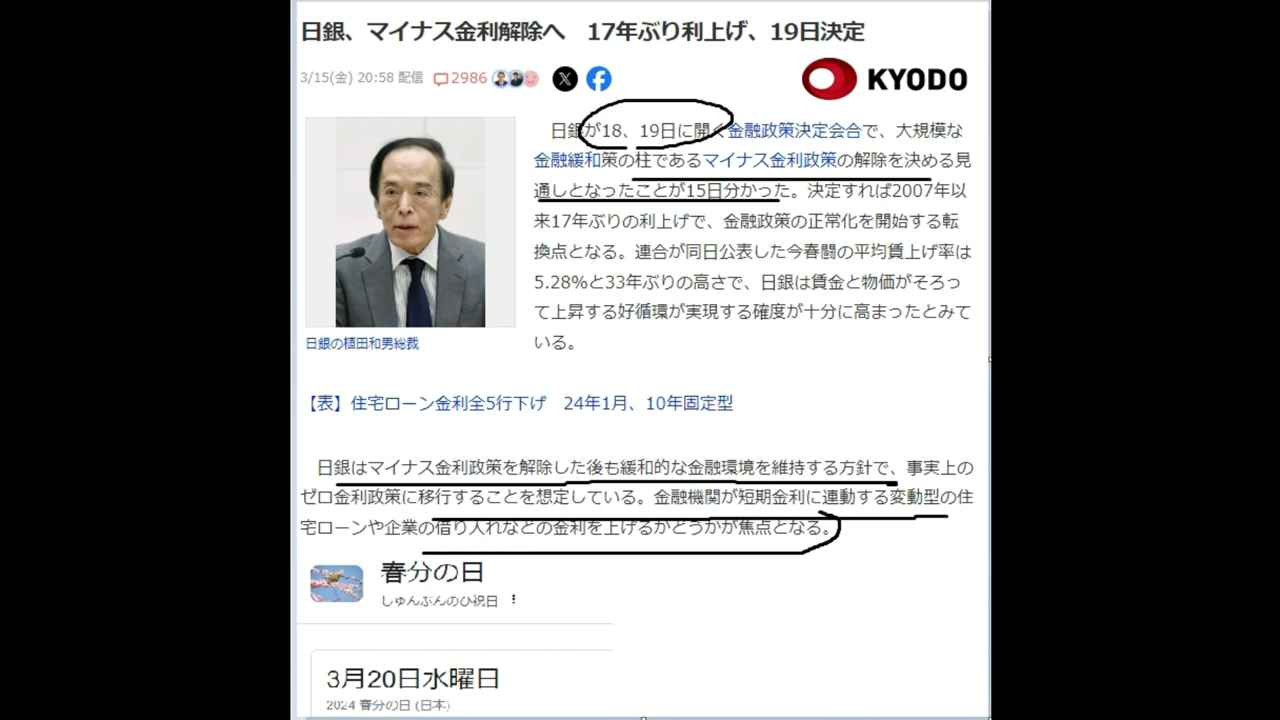 日銀、マイナス金利解除へ　17年ぶり利上げ、19日決定
3/15(金) 20:58 配信 2986
KYODO
日銀が18、19日に開く金融政策決定会合で、大規模な
金融緩和策の柱であるマイナス金利政策の解除を決める見
通しとなったことが15日分かった。決定すれば2007年以
来17年ぶりの利上げで、金融政策の正常化を開始する転
換点となる。連合が同日公表した今春闘の平均賃上げ率は
5.28%と33年ぶりの高さで、日銀は賃金と物価がそろっ
て上昇する好循環が実現する確度が十分に高まったとみて
いる。
日銀の植田和男総裁
【表】住宅ローン金利全5行下げ　24年1月、10年固定型
日銀はマイナス金利政策を解除した後も緩和的な金融環境を維持する方針で、事実上の
ゼロ金利政策に移行することを想定している。金融機関が短期金利に連動する変動型の住
宅ローンや企業の借り入れなどの金利を上げるかどうかが焦点となる。
春分の日
しゅんぶんのひ祝日
3月20日水曜日
2024 春分の日 (日本)